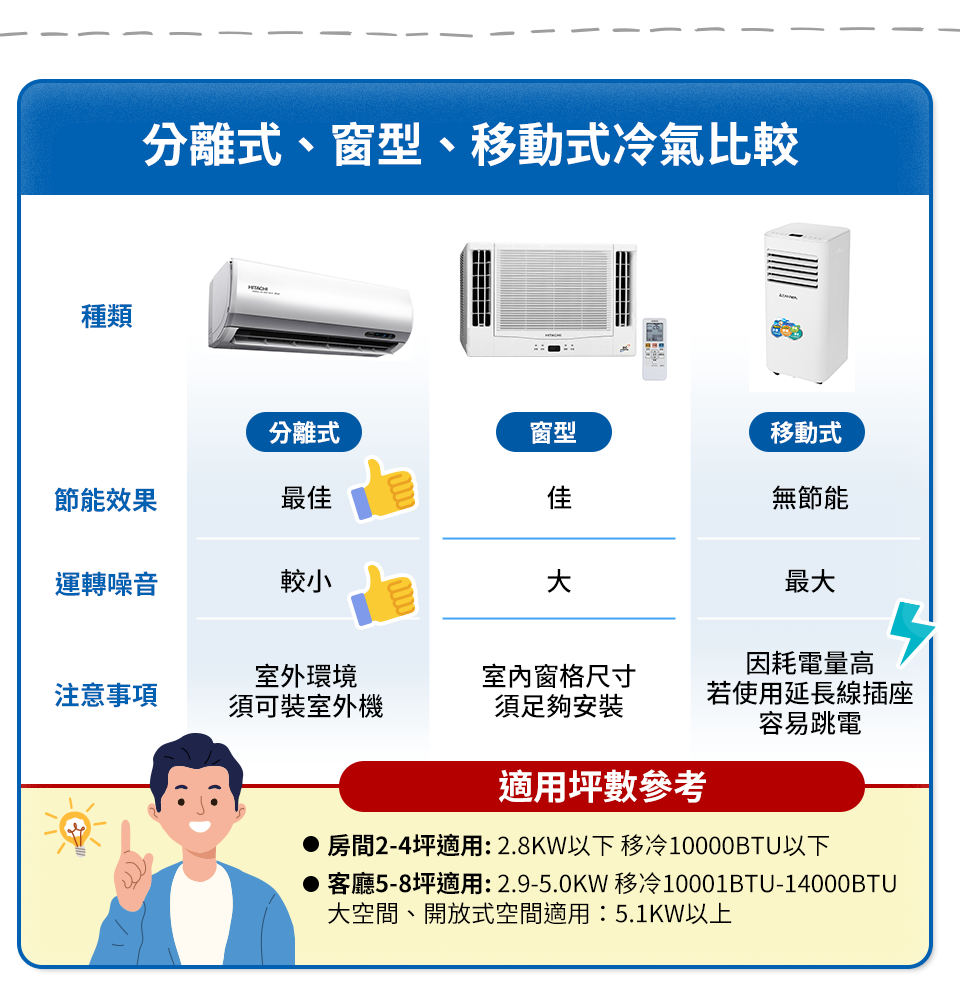 分離式、窗型、移動式冷氣比較
種類
HITACHI
HITACHI
分離式
窗型
移動式
節能效果
最佳
佳
無節能
運轉噪音
較小
大
最大
注意事項
室外環境
須可裝室外機
室內窗格尺寸
須足夠安裝
因耗電量高
若使用延長線插座
容易跳電
適用坪數參考
● 房間2-4坪適用: 2.8KW以下 移冷10000BTU以下
● 客廳5-8坪適用: 2.9-5.0KW 移冷10001BTU-14000BTU
大空間、開放式空間適用：5.1KW以上